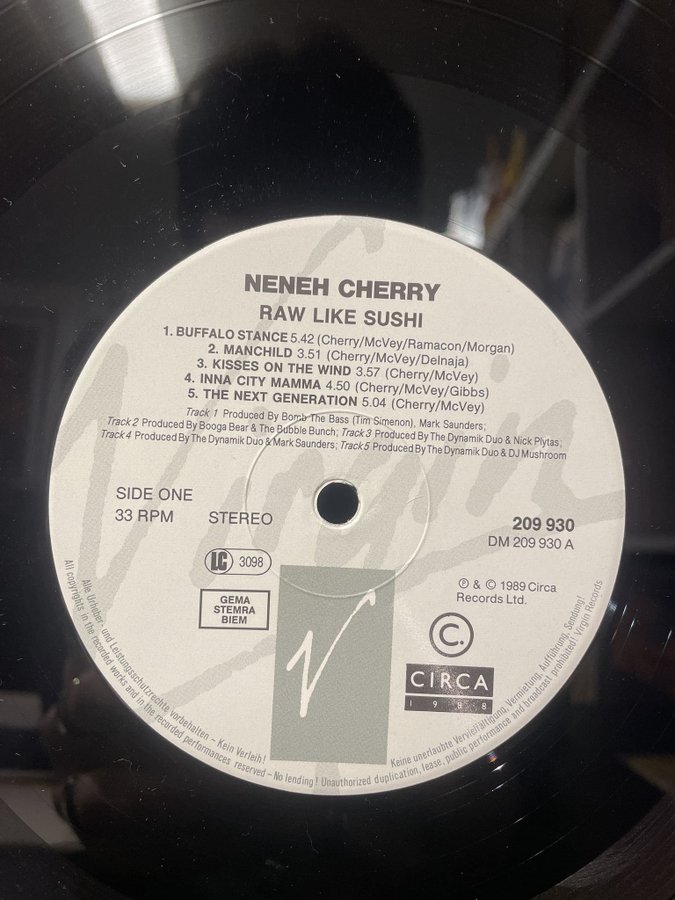 NENEH CHERRY
RAW LIKE SUSHI
1. BUFFALO STANCE 5.42 (Cherry/McVey/Ramacon/Morgan)
2. MANCHILD 3.51 (Cherry/McVey/Delnaja)
3. KISSES ON THE WIND 3.57 (Cherry/McVey)
4. INNA CITY MAMMA 4.50 (Cherry/McVey/Gibbs)
5. THE NEXT GENERATION 5.04 (Cherry/McVey)
Track 1 Produced By Bomb The Bass (Tim Simenon), Mark Saunders;
Track 2 Produced By Booga Bear & The Bubble Bunch; Track 3 Produced By The Dynamik Duo & Nick Plytas;
Track 4 Produced By The Dynamik Duo & Mark Saunders; Track 5 Produced By The Dynamik Duo & DJ Mushroom
Virgin
SIDE ONE
33 RPM STEREO
209 930
DM 209 930 A
LC 3098
GEMA
STEMRA
BIEM
℗ & © 1989 Circa
Records Ltd.
C.
CIRCA
1988
V
Alle Urheber- und Leistungsschutzrechte vorbehalten – Kein Verleih! Keine unerlaubte Vervielfältigung, Vermietung, Aufführung, Sendung!
All copyrights in the recorded works and in the recorded performances reserved – No lending! Unauthorized duplication, lease, public performance and broadcast prohibited! Virgin Records